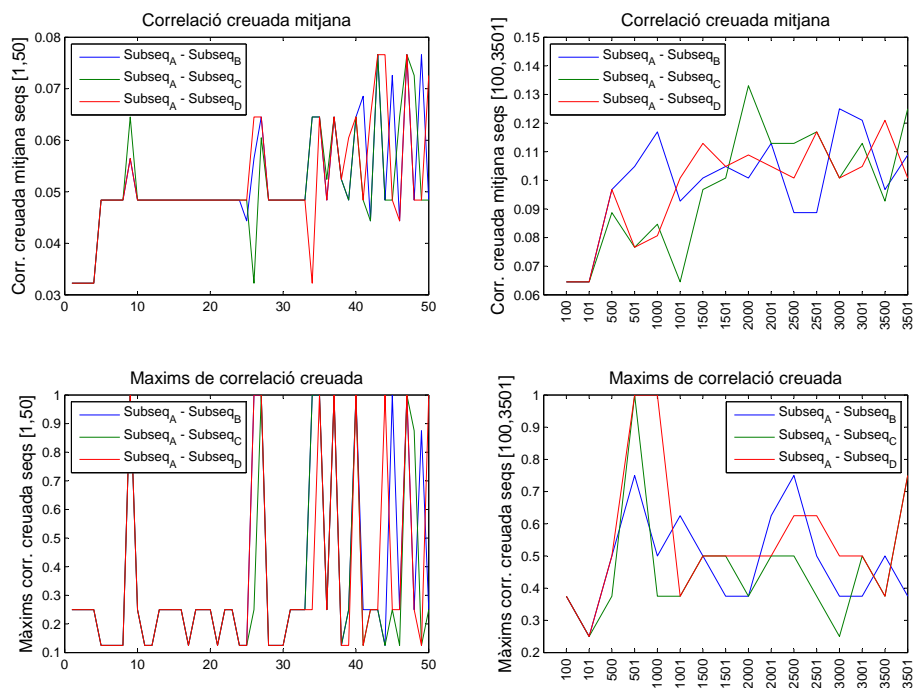 Correlació creuada mitjana
Corr. creuada mitjana seqs [1,50]
0.08
0.07
0.06
0.05
0.04
0.03
Subseq_A - Subseq_B
Subseq_A - Subseq_C
Subseq_A - Subseq_D
0 10 20 30 40 50
Correlació creuada mitjana
Corr. creuada mitjana seqs [100,3501]
0.15
0.14
0.13
0.12
0.11
0.1
0.09
0.08
0.07
0.06
Subseq_A - Subseq_B
Subseq_A - Subseq_C
Subseq_A - Subseq_D
100 101 500 501 1000 1001 1500 1501 2000 2001 2500 2501 3000 3001 3500 3501
Maxims de correlació creuada
Màxims corr. creuada seqs [1,50]
1
0.9
0.8
0.7
0.6
0.5
0.4
0.3
0.2
0.1
Subseq_A - Subseq_B
Subseq_A - Subseq_C
Subseq_A - Subseq_D
0 10 20 30 40 50
Maxims de correlació creuada
Màxims corr. creuada seqs [100,3501]
1
0.9
0.8
0.7
0.6
0.5
0.4
0.3
0.2
Subseq_A - Subseq_B
Subseq_A - Subseq_C
Subseq_A - Subseq_D
100 101 500 501 1000 1001 1500 1501 2000 2001 2500 2501 3000 3001 3500 3501